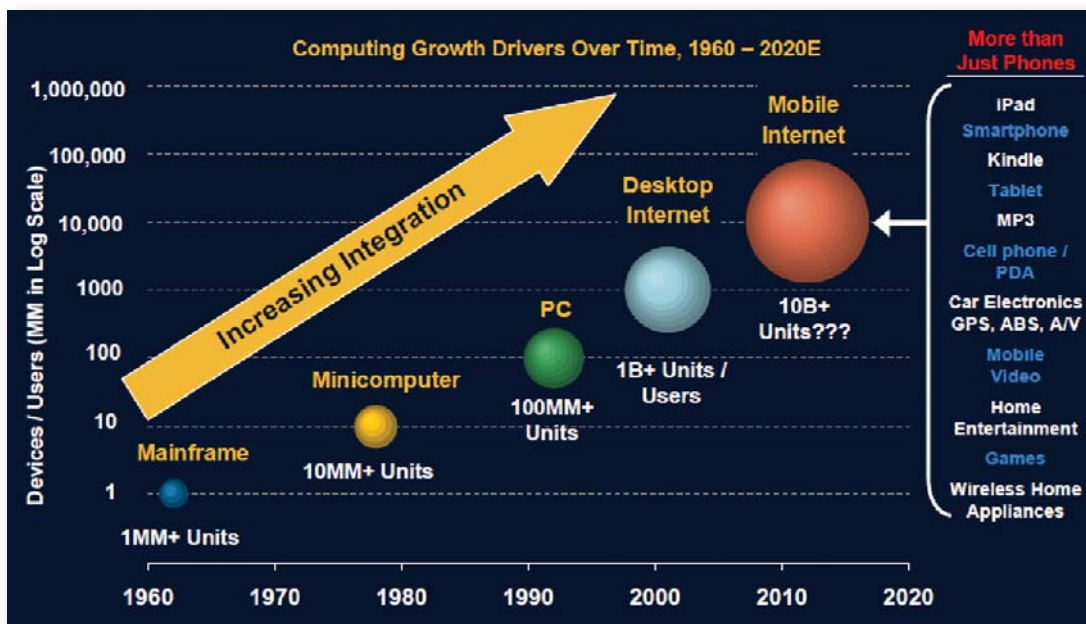 Computing Growth Drivers Over Time, 1960 – 2020E
More than
Just Phones
Devices / Users (MM in Log Scale)
1,000,000
100,000
10,000
1000
100
10
1
Increasing Integration
Mainframe
1MM+ Units
Minicomputer
10MM+ Units
PC
100MM+
Units
Desktop
Internet
1B+ Units /
Users
Mobile
Internet
10B+
Units???
iPad
Smartphone
Kindle
Tablet
MP3
Cell phone /
PDA
Car Electronics
GPS, ABS, A/V
Mobile
Video
Home
Entertainment
Games
Wireless Home
Appliances
1960
1970
1980
1990
2000
2010
2020